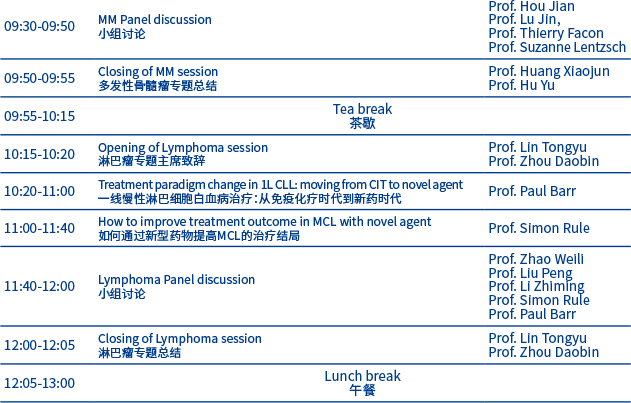 09:30-09:50
MM Panel discussion
小组讨论
Prof. Hou Jian
Prof. Lu Jin,
Prof. Thierry Facon
Prof. Suzanne Lentzsch
09:50-09:55
Closing of MM session
多发性骨髓瘤专题总结
Prof. Huang Xiaojun
Prof. Hu Yu
09:55-10:15
Tea break
茶歇
10:15-10:20
Opening of Lymphoma session
淋巴瘤专题主席致辞
Prof. Lin Tongyu
Prof. Zhou Daobin
10:20-11:00
Treatment paradigm change in 1L CLL: moving from CIT to novel agent
一线慢性淋巴细胞白血病治疗：从免疫化疗时代到新药时代
Prof. Paul Barr
11:00-11:40
How to improve treatment outcome in MCL with novel agent
如何通过新型药物提高MCL的治疗结局
Prof. Simon Rule
11:40-12:00
Lymphoma Panel discussion
小组讨论
Prof. Zhao Weili
Prof. Liu Peng
Prof. Li Zhiming
Prof. Simon Rule
Prof. Paul Barr
12:00-12:05
Closing of Lymphoma session
淋巴瘤专题总结
Prof. Lin Tongyu
Prof. Zhou Daobin
12:05-13:00
Lunch break
午餐